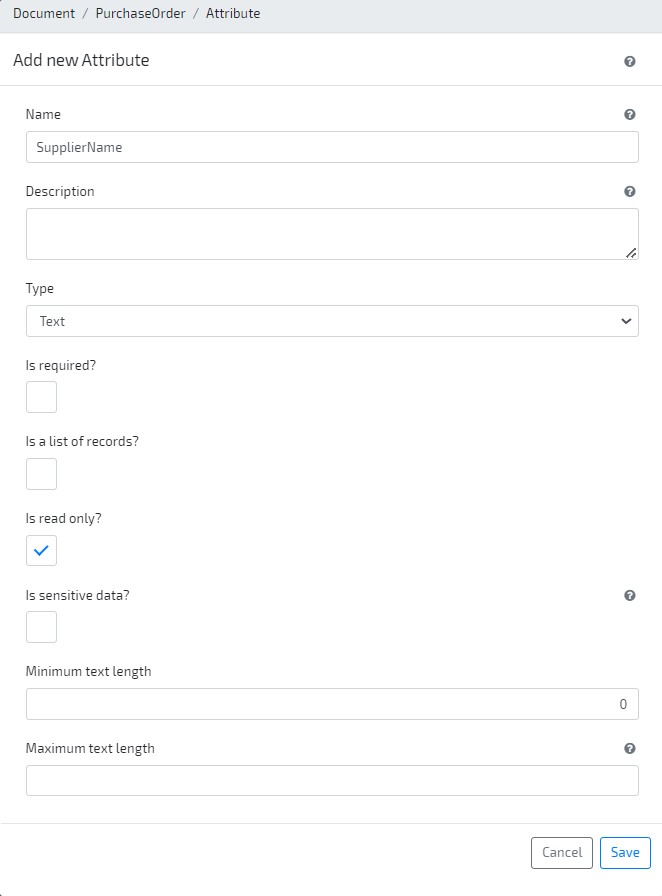 Document / PurchaseOrder / Attribute
Add new Attribute
Name
SupplierName
Description
Type
Text
Is required?
Is a list of records?
Is read only?
Is sensitive data?
Minimum text length
0
Maximum text length
Cancel Save